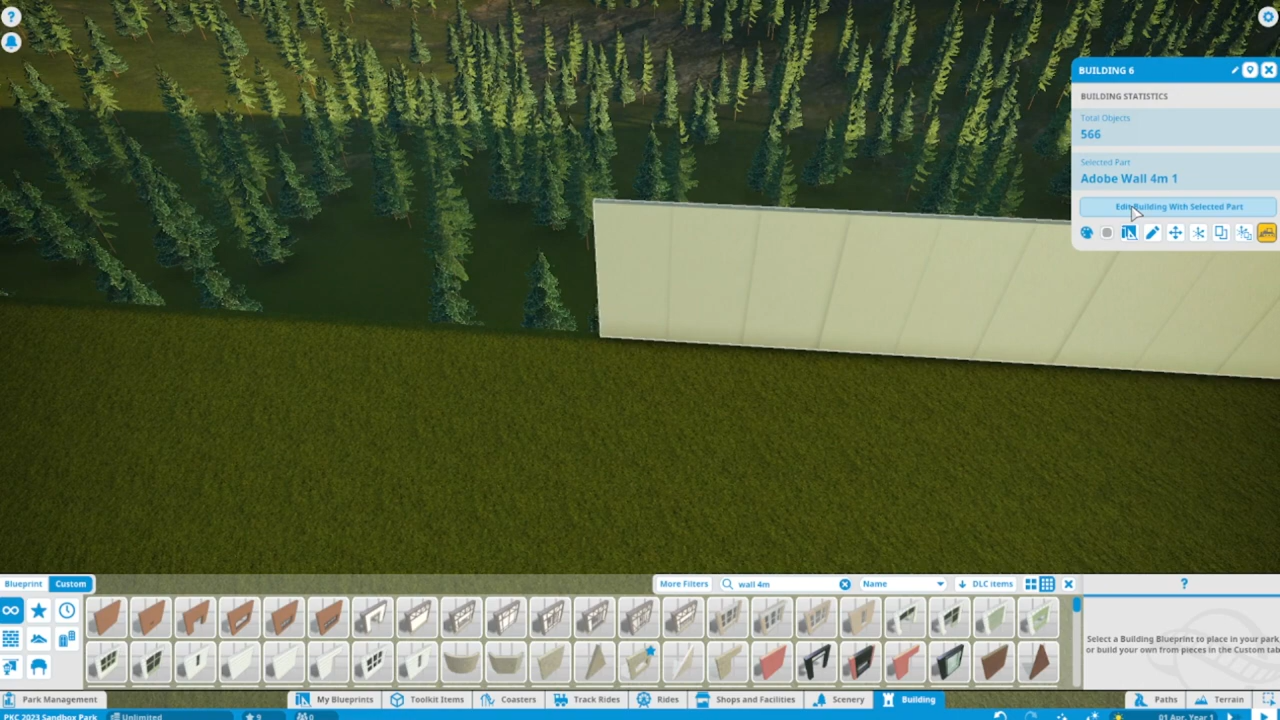 ?
BUILDING 6
BUILDING STATISTICS
Total Objects
566
Selected Part
Adobe Wall 4m 1
Edit Building With Selected Part
Blueprint Custom
More Filters wall 4m Name DLC items
?
Select a Building Blueprint to place in your park,
or build your own from pieces in the Custom tab
Park Management My Blueprints Toolkit Items Coasters Track Rides Rides Shops and Facilities Scenery Building Paths Terrain
PKC 2023 Sandbox Park Unlimited 9 0 01 Apr, Year 1